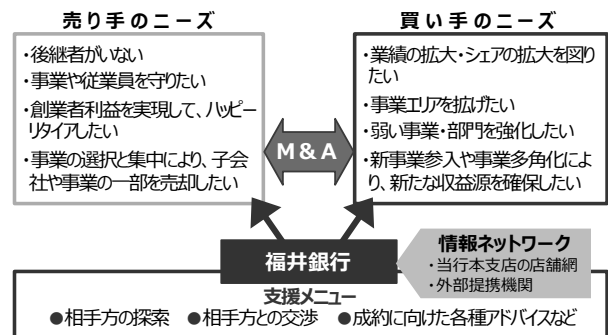 売り手のニーズ
・後継者がいない
・事業や従業員を守りたい
・創業者利益を実現して、ハッピー
リタイアしたい
・事業の選択と集中により、子会
社や事業の一部を売却したい
M&A
買い手のニーズ
・業績の拡大・シェアの拡大を図り
たい
・事業エリアを拡げたい
・弱い事業・部門を強化したい
・新事業参入や事業多角化によ
り、新たな収益源を確保したい
福井銀行
情報ネットワーク
・当行本支店の店舗網
・外部提携機関
支援メニュー
●相手方の探索 ●相手方との交渉 ●成約に向けた各種アドバイスなど